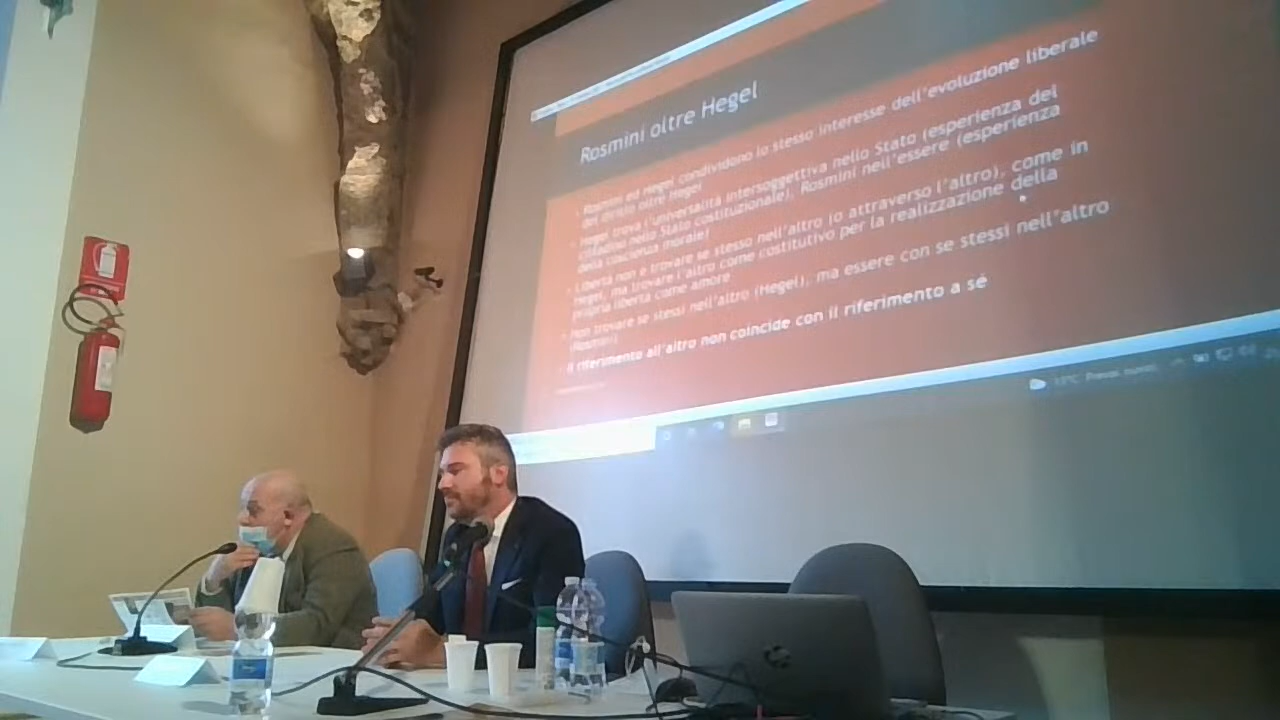 Rosmini oltre Hegel
Rosmini ed Hegel condividono lo stesso interesse dell'evoluzione liberale
del diritto oltre Hegel
Hegel trova l'universalità intersoggettiva nello Stato (esperienza del
cittadino nello Stato costituzionale), Rosmini nell'essere (esperienza
della coscienza morale)
Libertà non è trovare se stesso nell'altro (o attraverso l'altro), come in
Hegel, ma trovare l'altro come costitutivo per la realizzazione della
propria libertà come amore
Non trovare se stessi nell'altro (Hegel), ma essere con se stessi nell'altro
(Rosmini)
Il riferimento all'altro non coincide con il riferimento a sé